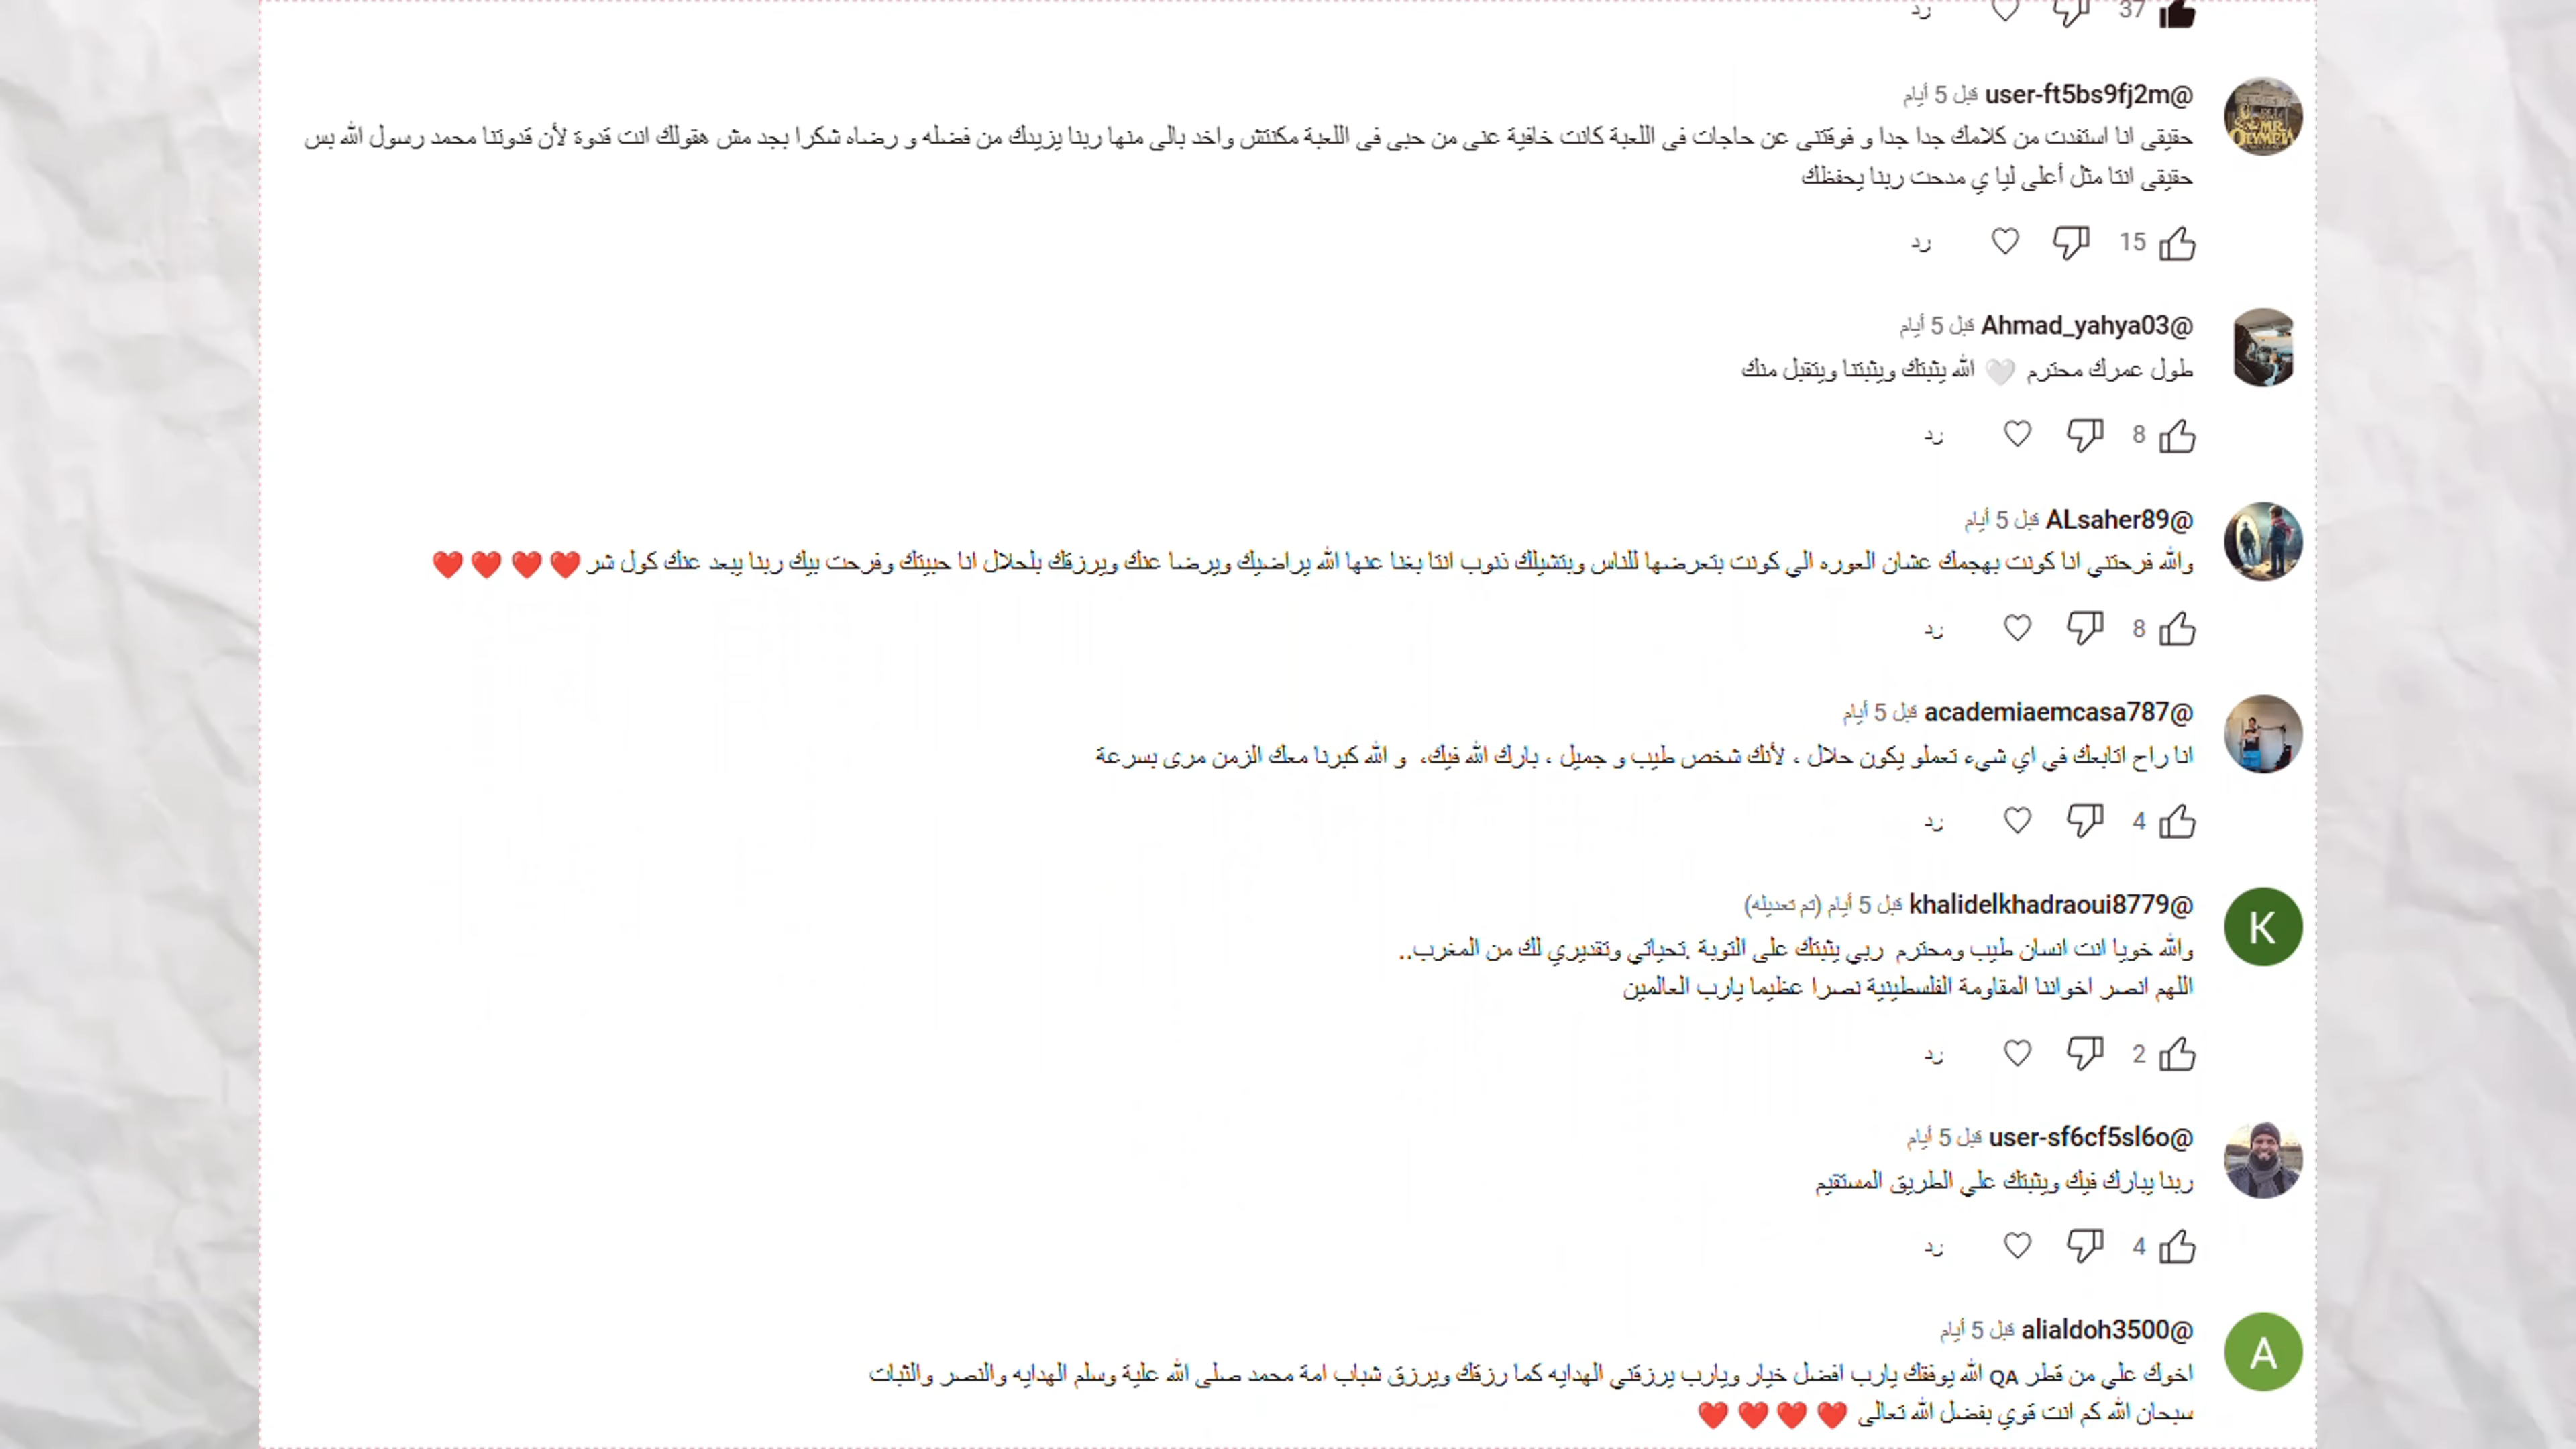 37 رد
@user-ft5bs9fj2m قبل 5 أيام
حقيقى انا استفدت من كلامك جدا جدا و فوقتنى عن حاجات فى اللعبة كانت خافية عنى من حبى فى اللعبة مكنتش واخد بالى منها ربنا يزيدك من فضله و رضاه شكرا بجد مش هقولك انت قدوة لأن قدوتنا محمد رسول الله بس
حقيقى انتا مثل أعلى ليا ي مدحت ربنا يحفظك
15 رد
@Ahmad_yahya03 قبل 5 أيام
طول عمرك محترم 🤍 الله يثبتك ويثبتنا ويتقبل منك
8 رد
@ALsaher89 قبل 5 أيام
والله فرحتني انا كونت بهجمك عشان العوره الي كونت بتعرضها للناس وبتشيلك ذنوب انتا بغنا عنها الله يراضيك ويرضا عنك ويرزقك بلحلال انا حبيتك وفرحت بيك ربنا يبعد عنك كول شر ❤️❤️❤️❤️
8 رد
@academiaemcasa787 قبل 5 أيام
انا راح اتابعك في اي شيء تعملو يكون حلال ، لأنك شخص طيب و جميل ، بارك الله فيك، و الله كبرنا معك الزمن مرى بسرعة
4 رد
@khalidelkhadraoui8779 قبل 5 أيام (تم تعديله)
والله خويا انت انسان طيب ومحترم ربي يثبتك على التوبة .تحياتي وتقديري لك من المغرب..
اللهم انصر اخواننا المقاومة الفلسطينية نصرا عظيما يارب العالمين
2 رد
@user-sf6cf5sl6o قبل 5 أيام
ربنا يبارك فيك ويثبتك علي الطريق المستقيم
4 رد
@alialdoh3500 قبل 5 أيام
اخوك علي من قطر QA الله يوفقك يارب افضل خيار ويارب يرزقني الهدايه كما رزقك ويرزق شباب امة محمد صلى الله علية وسلم الهدايه والنصر والثبات
سبحان الله كم انت قوي بفضل الله تعالى ❤️❤️❤️❤️
K
A